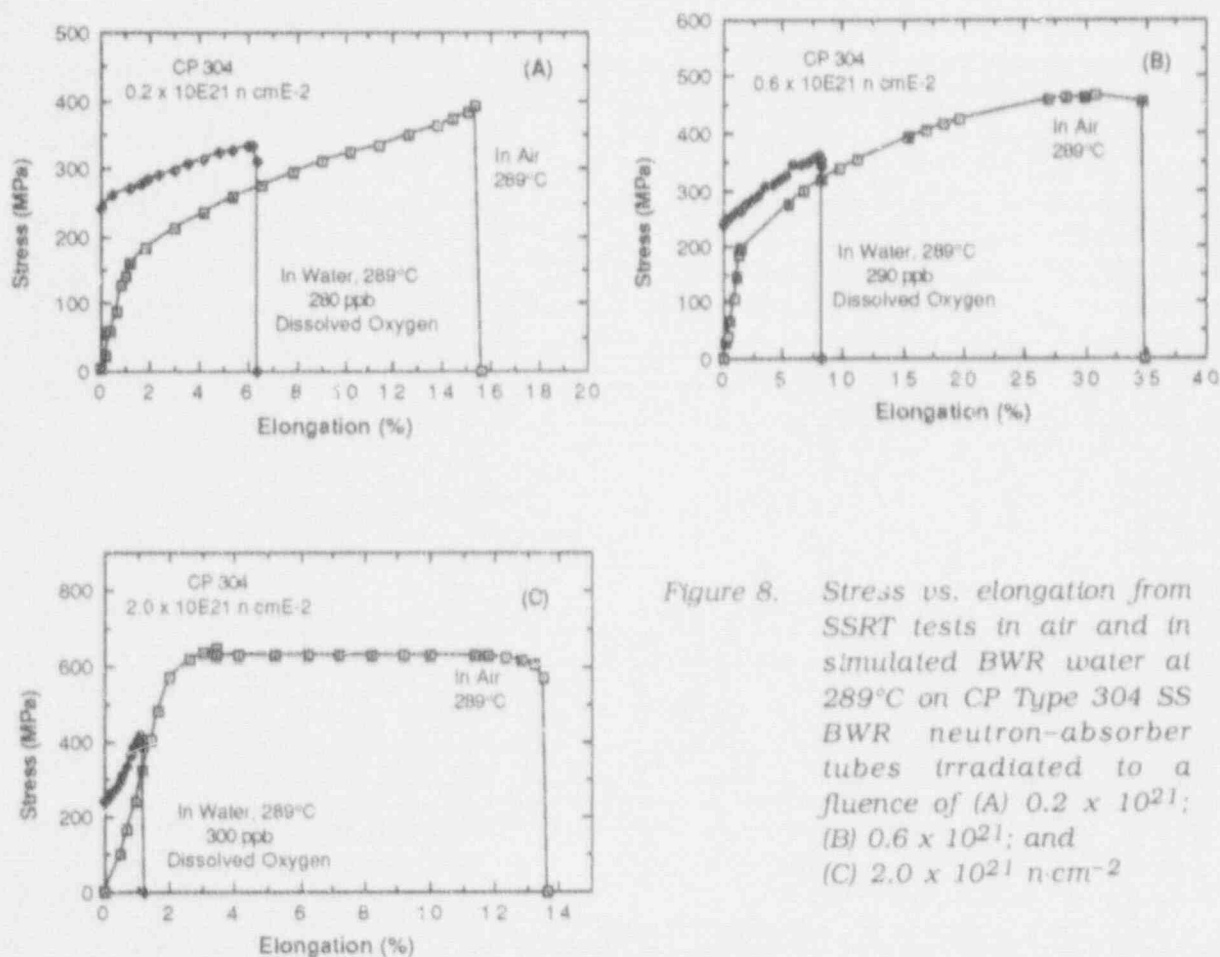 500
400
300
200
100
0
Stress (MPa)
CP 304
0.2 x 10E21 n cmE-2
(A)
In Air
289°C
In Water, 289°C
280 ppb
Dissolved Oxygen
0 2 4 6 8 10 12 14 16 18 20
Elongation (%)
600
500
400
300
200
100
0
Stress (MPa)
CP 304
0.6 x 10E21 n cmE-2
(B)
In Air
289°C
In Water, 289°C
290 ppb
Dissolved Oxygen
0 5 10 15 20 25 30 35 40
Elongation (%)
800
600
400
200
0
Stress (MPa)
CP 304
2.0 x 10E21 n cmE-2
(C)
In Air
289°C
In Water, 289°C
300 ppb
Dissolved Oxygen
0 2 4 6 8 10 12 14
Elongation (%)
Figure 8. Stress vs. elongation from
SSRT tests in air and in
simulated BWR water at
289°C on CP Type 304 SS
BWR neutron-absorber
tubes irradiated to a
fluence of (A) 0.2 x 10²¹;
(B) 0.6 x 10²¹; and
(C) 2.0 x 10²¹ n·cm⁻²